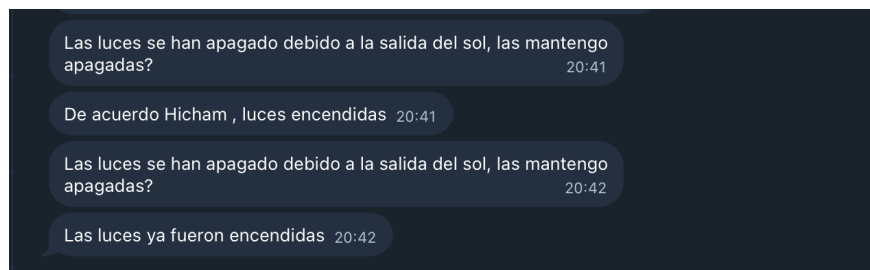 Las luces se han apagado debido a la salida del sol, las mantengo
apagadas?
20:41
De acuerdo Hicham , luces encendidas 20:41
Las luces se han apagado debido a la salida del sol, las mantengo
apagadas?
20:42
Las luces ya fueron encendidas 20:42